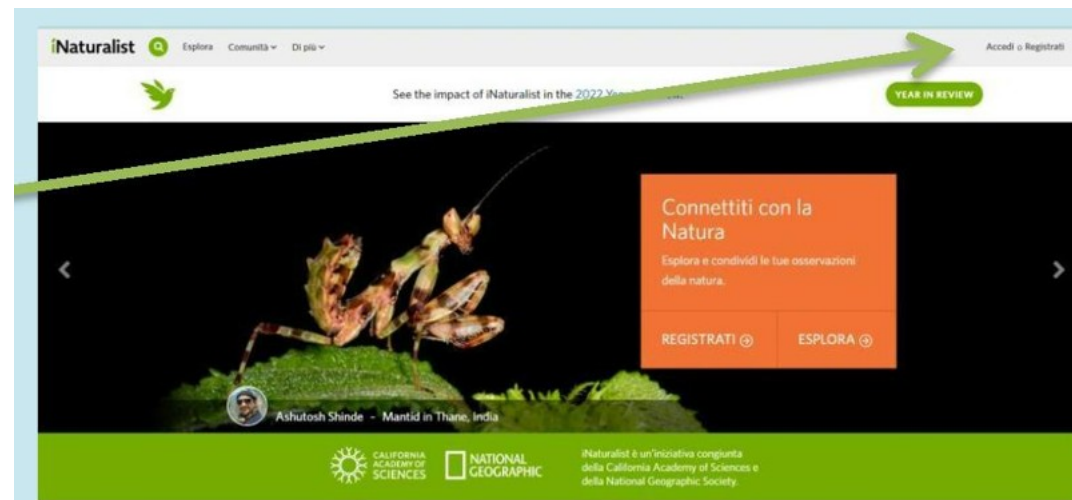 iNaturalist Esplora Comunità Di più Accedi o Registrati
See the impact of iNaturalist in the 2022 YEAR IN REVIEW
Connettiti con la
Natura
Esplora e condividi le tue osservazioni
della natura.
REGISTRATI ESPLORA
Ashutosh Shinde - Mantid in Thane, India
CALIFORNIA
ACADEMY OF
SCIENCES
NATIONAL
GEOGRAPHIC
iNaturalist è un'iniziativa congiunta
della California Academy of Sciences e
della National Geographic Society.